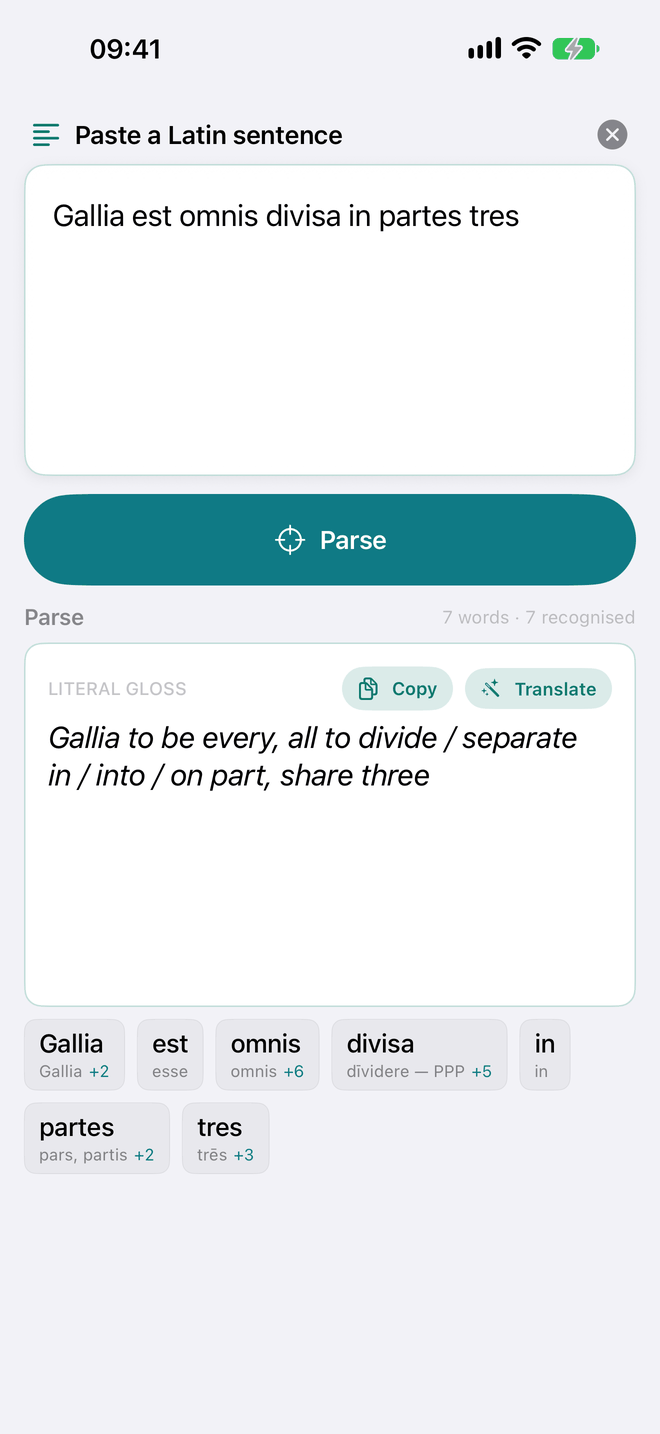 09:41
Paste a Latin sentence
Gallia est omnis divisa in partes tres
Parse
Parse
7 words · 7 recognised
LITERAL GLOSS
Copy
Translate
Gallia to be every, all to divide / separate
in / into / on part, share three
Gallia est omnis divisa in
Gallia +2 esse omnis +6 dīvidere — PPP +5 in
partes tres
pars, partis +2 trēs +3